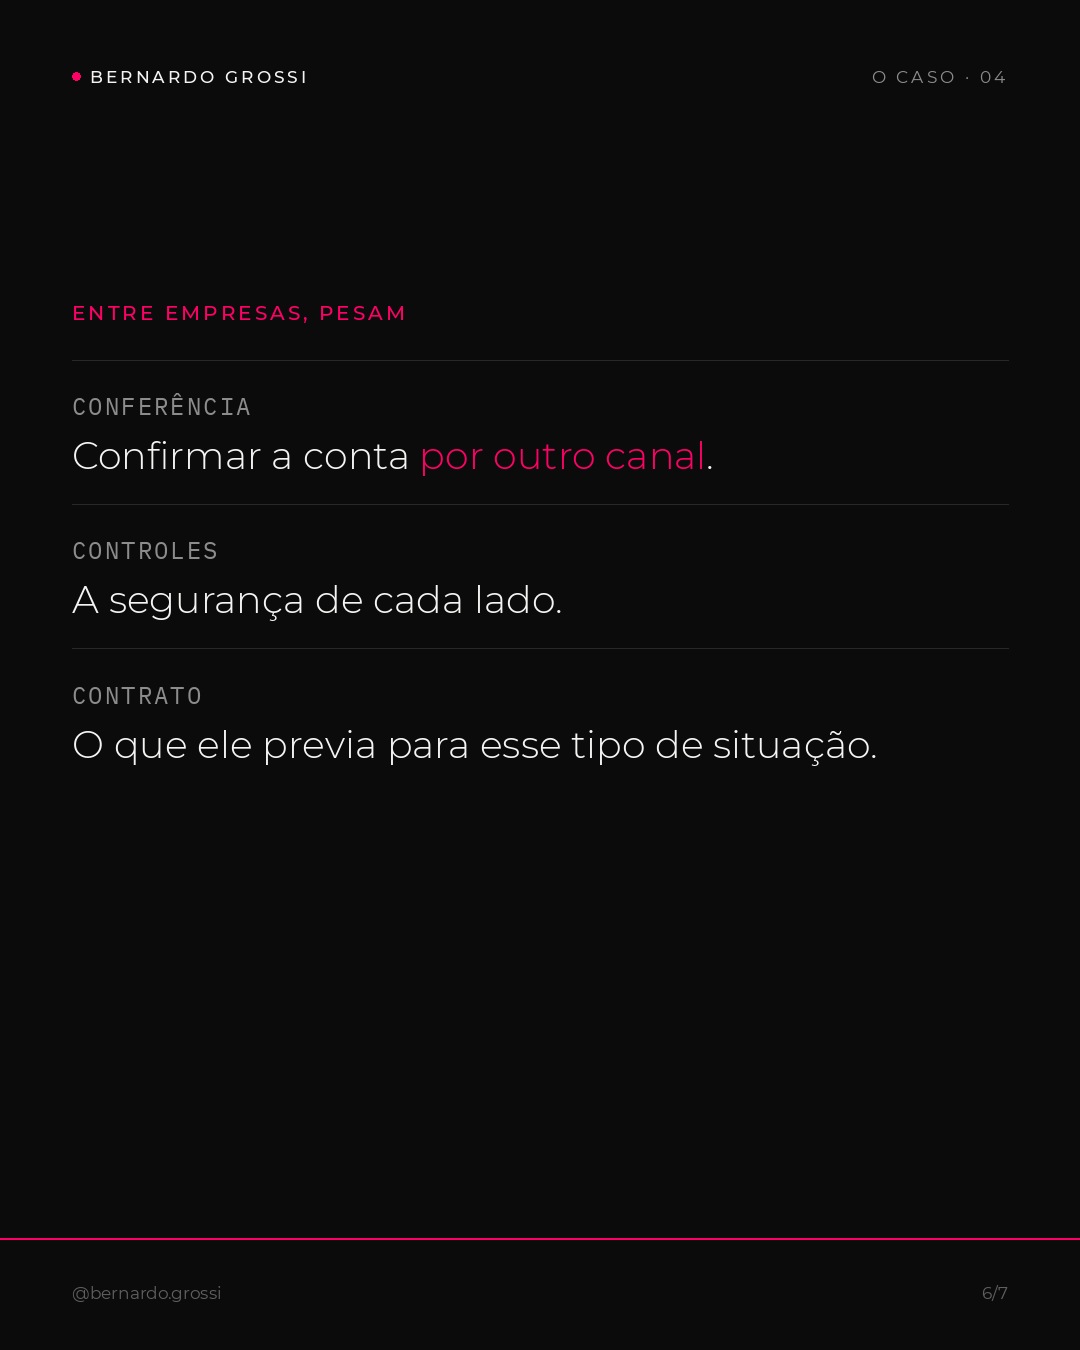 BERNARDO GROSSI
O CASO · 04
ENTRE EMPRESAS, PESAM
CONFERÊNCIA
Confirmar a conta por outro canal.
CONTROLES
A segurança de cada lado.
CONTRATO
O que ele previa para esse tipo de situação.
@bernardo.grossi
6/7